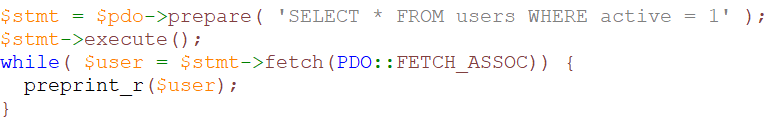 $stmt = $pdo->prepare( 'SELECT * FROM users WHERE active = 1' );
$stmt->execute();
while( $user = $stmt->fetch(PDO::FETCH_ASSOC)) {
  preprint_r($user);
}